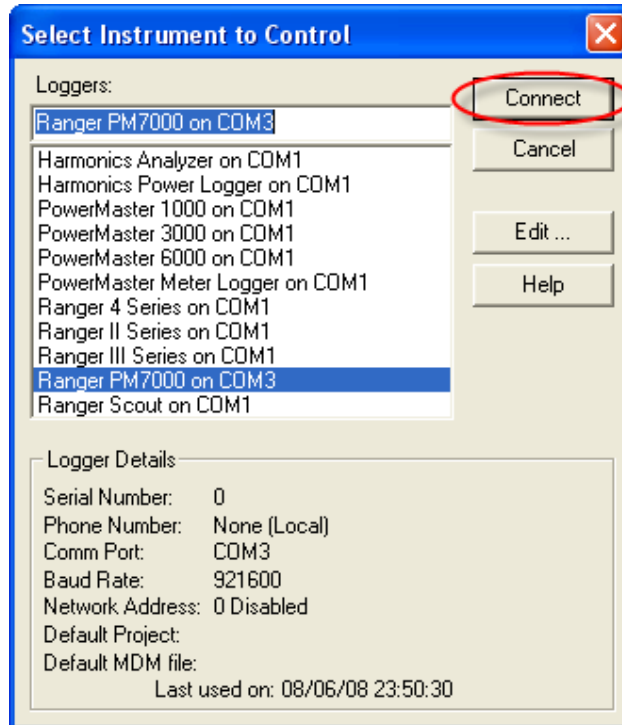 Select Instrument to Control
Loggers:
Ranger PM7000 on COM3
Connect
Harmonics Analyzer on COM1
Harmonics Power Logger on COM1
PowerMaster 1000 on COM1
PowerMaster 3000 on COM1
PowerMaster 6000 on COM1
PowerMaster Meter Logger on COM1
Ranger 4 Series on COM1
Ranger II Series on COM1
Ranger III Series on COM1
Ranger PM7000 on COM3
Ranger Scout on COM1
Cancel
Edit ...
Help
Logger Details
Serial Number: 0
Phone Number: None (Local)
Comm Port: COM3
Baud Rate: 921600
Network Address: 0 Disabled
Default Project:
Default MDM file:
Last used on: 08/06/08 23:50:30